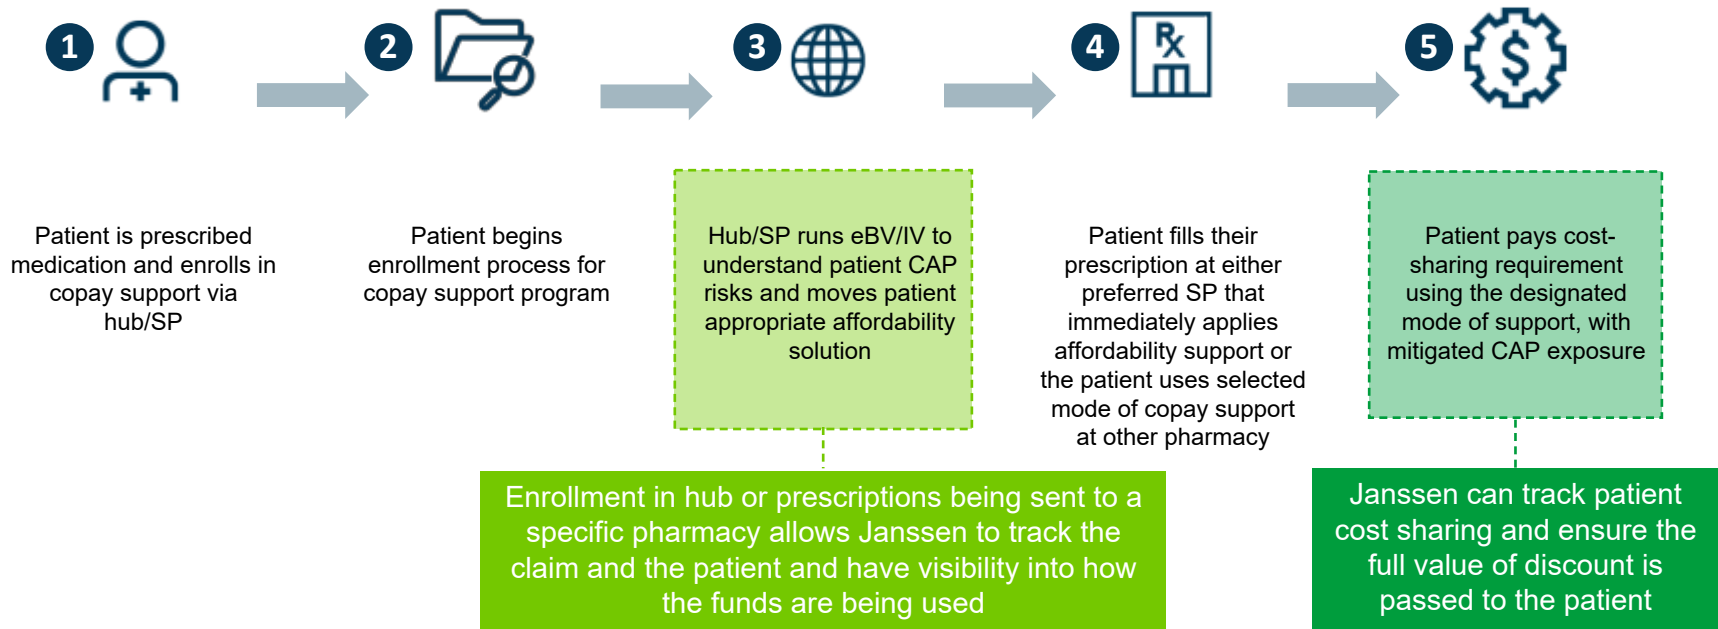 1
Patient is prescribed
medication and enrolls in
copay support via
hub/SP
2
Patient begins
enrollment process for
copay support program
3
Hub/SP runs eBV/IV to
understand patient CAP
risks and moves patient
appropriate affordability
solution
Enrollment in hub or prescriptions being sent to a
specific pharmacy allows Janssen to track the
claim and the patient and have visibility into how
the funds are being used
4
Rx
Patient fills their
prescription at either
preferred SP that
immediately applies
affordability support or
the patient uses selected
mode of copay support
at other pharmacy
5
$
Patient pays cost-
sharing requirement
using the designated
mode of support, with
mitigated CAP exposure
Janssen can track patient
cost sharing and ensure the
full value of discount is
passed to the patient